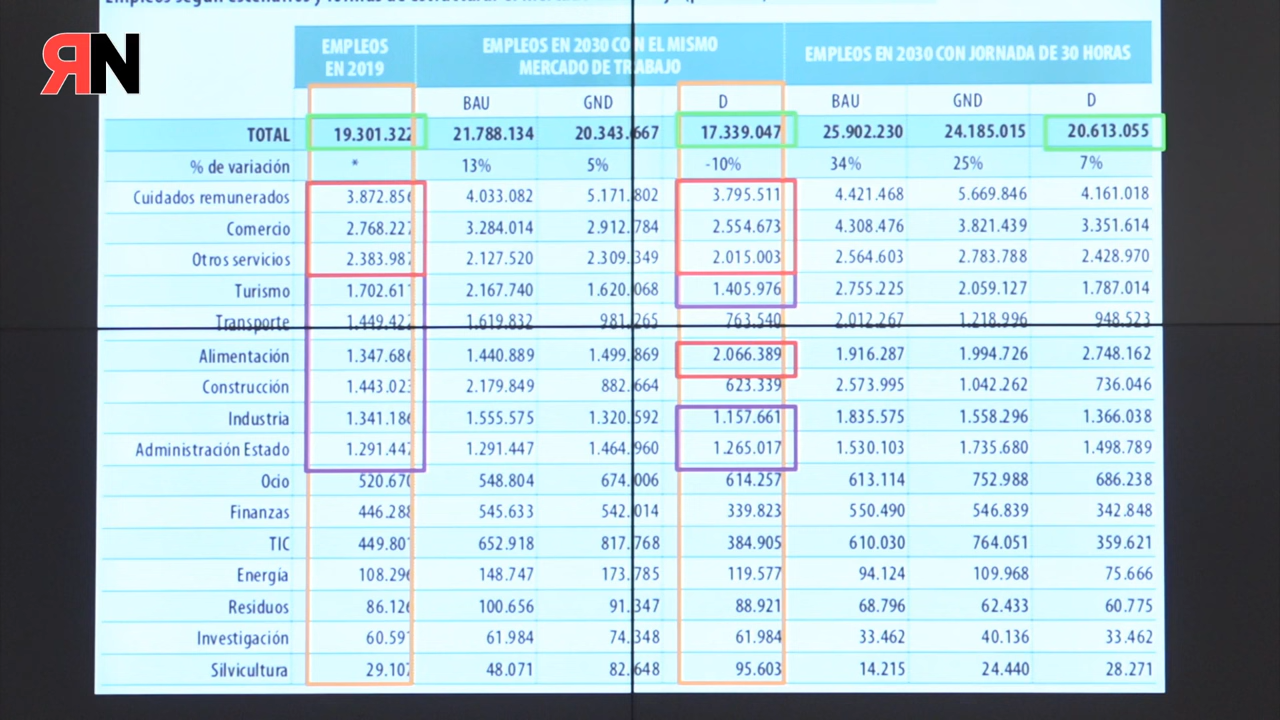 RN
EMPLEOS EN 2019 EMPLEOS EN 2030 CON EL MISMO MERCADO DE TRABAJO EMPLEOS EN 2030 CON JORNADA DE 30 HORAS
BAU GND D BAU GND D
TOTAL 19.301.322 21.788.134 20.343.667 17.339.047 25.902.230 24.185.015 20.613.055
% de variación * 13% 5% -10% 34% 25% 7%
Cuidados remunerados 3.872.856 4.033.082 5.171.802 3.795.511 4.421.468 5.669.846 4.161.018
Comercio 2.768.227 3.284.014 2.912.784 2.554.673 4.308.476 3.821.439 3.351.614
Otros servicios 2.383.987 2.127.520 2.309.349 2.015.003 2.564.603 2.783.788 2.428.970
Turismo 1.702.617 2.167.740 1.620.068 1.405.976 2.755.225 2.059.127 1.787.014
Transporte 1.449.427 1.619.832 981.265 763.540 2.012.267 1.218.996 948.523
Alimentación 1.347.686 1.440.889 1.499.869 2.066.389 1.916.287 1.994.726 2.748.162
Construcción 1.443.023 2.179.849 882.664 623.339 2.573.995 1.042.262 736.046
Industria 1.341.186 1.555.575 1.320.592 1.157.661 1.835.575 1.558.296 1.366.038
Administración Estado 1.291.447 1.291.447 1.464.960 1.265.017 1.530.103 1.735.680 1.498.789
Ocio 520.670 548.804 674.006 614.257 613.114 752.988 686.238
Finanzas 446.288 545.633 542.014 339.823 550.490 546.839 342.848
TIC 449.807 652.918 817.768 384.905 610.030 764.051 359.621
Energía 108.296 148.747 173.785 119.577 94.124 109.968 75.666
Residuos 86.126 100.656 91.347 88.921 68.796 62.433 60.775
Investigación 60.597 61.984 74.348 61.984 33.462 40.136 33.462
Silvicultura 29.107 48.071 82.648 95.603 14.215 24.440 28.271